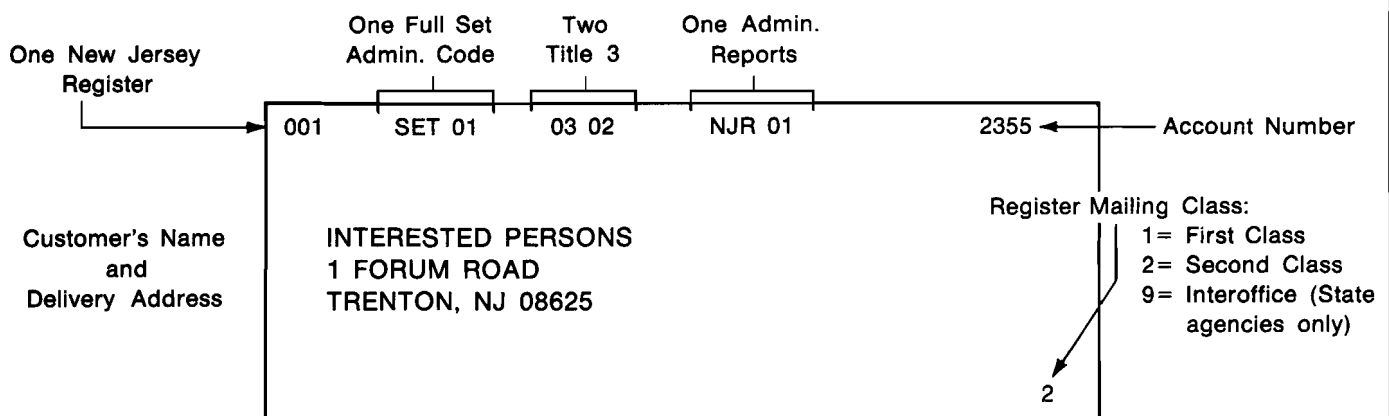 One New Jersey
Register
One Full Set
Admin. Code
Two
Title 3
One Admin.
Reports
001 SET 01 03 02 NJR 01 2355
Account Number
Customer's Name
and
Delivery Address
INTERESTED PERSONS
1 FORUM ROAD
TRENTON, NJ 08625
Register Mailing Class:
1= First Class
2= Second Class
9= Interoffice (State
agencies only)
2